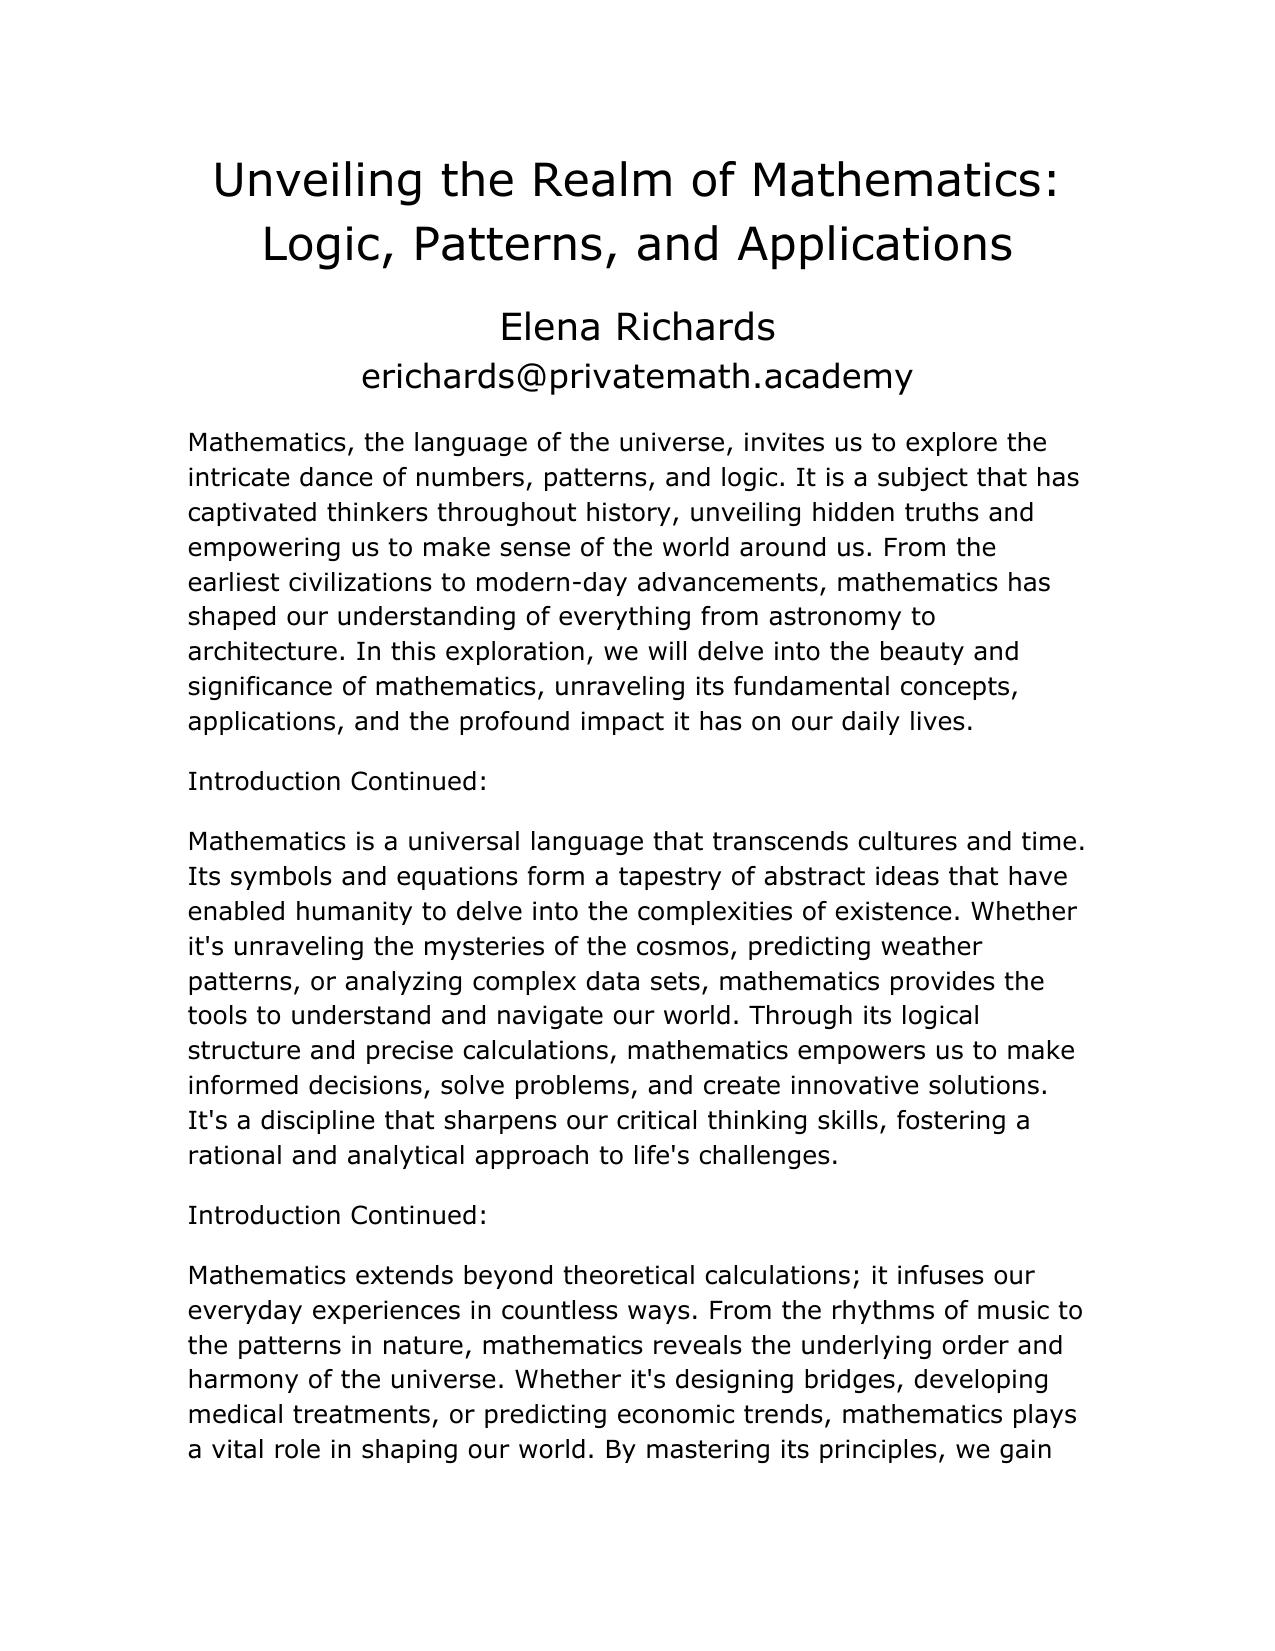 Unveiling the Realm of Mathematics:
Logic, Patterns, and Applications
Elena Richards
erichards@privatemath.academy
Mathematics, the language of the universe, invites us to explore the
intricate dance of numbers, patterns, and logic. It is a subject that has
captivated thinkers throughout history, unveiling hidden truths and
empowering us to make sense of the world around us. From the
earliest civilizations to modern-day advancements, mathematics has
shaped our understanding of everything from astronomy to
architecture. In this exploration, we will delve into the beauty and
significance of mathematics, unraveling its fundamental concepts,
applications, and the profound impact it has on our daily lives.
Introduction Continued:
Mathematics is a universal language that transcends cultures and time.
Its symbols and equations form a tapestry of abstract ideas that have
enabled humanity to delve into the complexities of existence. Whether
it's unraveling the mysteries of the cosmos, predicting weather
patterns, or analyzing complex data sets, mathematics provides the
tools to understand and navigate our world. Through its logical
structure and precise calculations, mathematics empowers us to make
informed decisions, solve problems, and create innovative solutions.
It's a discipline that sharpens our critical thinking skills, fostering a
rational and analytical approach to life's challenges.
Introduction Continued:
Mathematics extends beyond theoretical calculations; it infuses our
everyday experiences in countless ways. From the rhythms of music to
the patterns in nature, mathematics reveals the underlying order and
harmony of the universe. Whether it's designing bridges, developing
medical treatments, or predicting economic trends, mathematics plays
a vital role in shaping our world. By mastering its principles, we gain